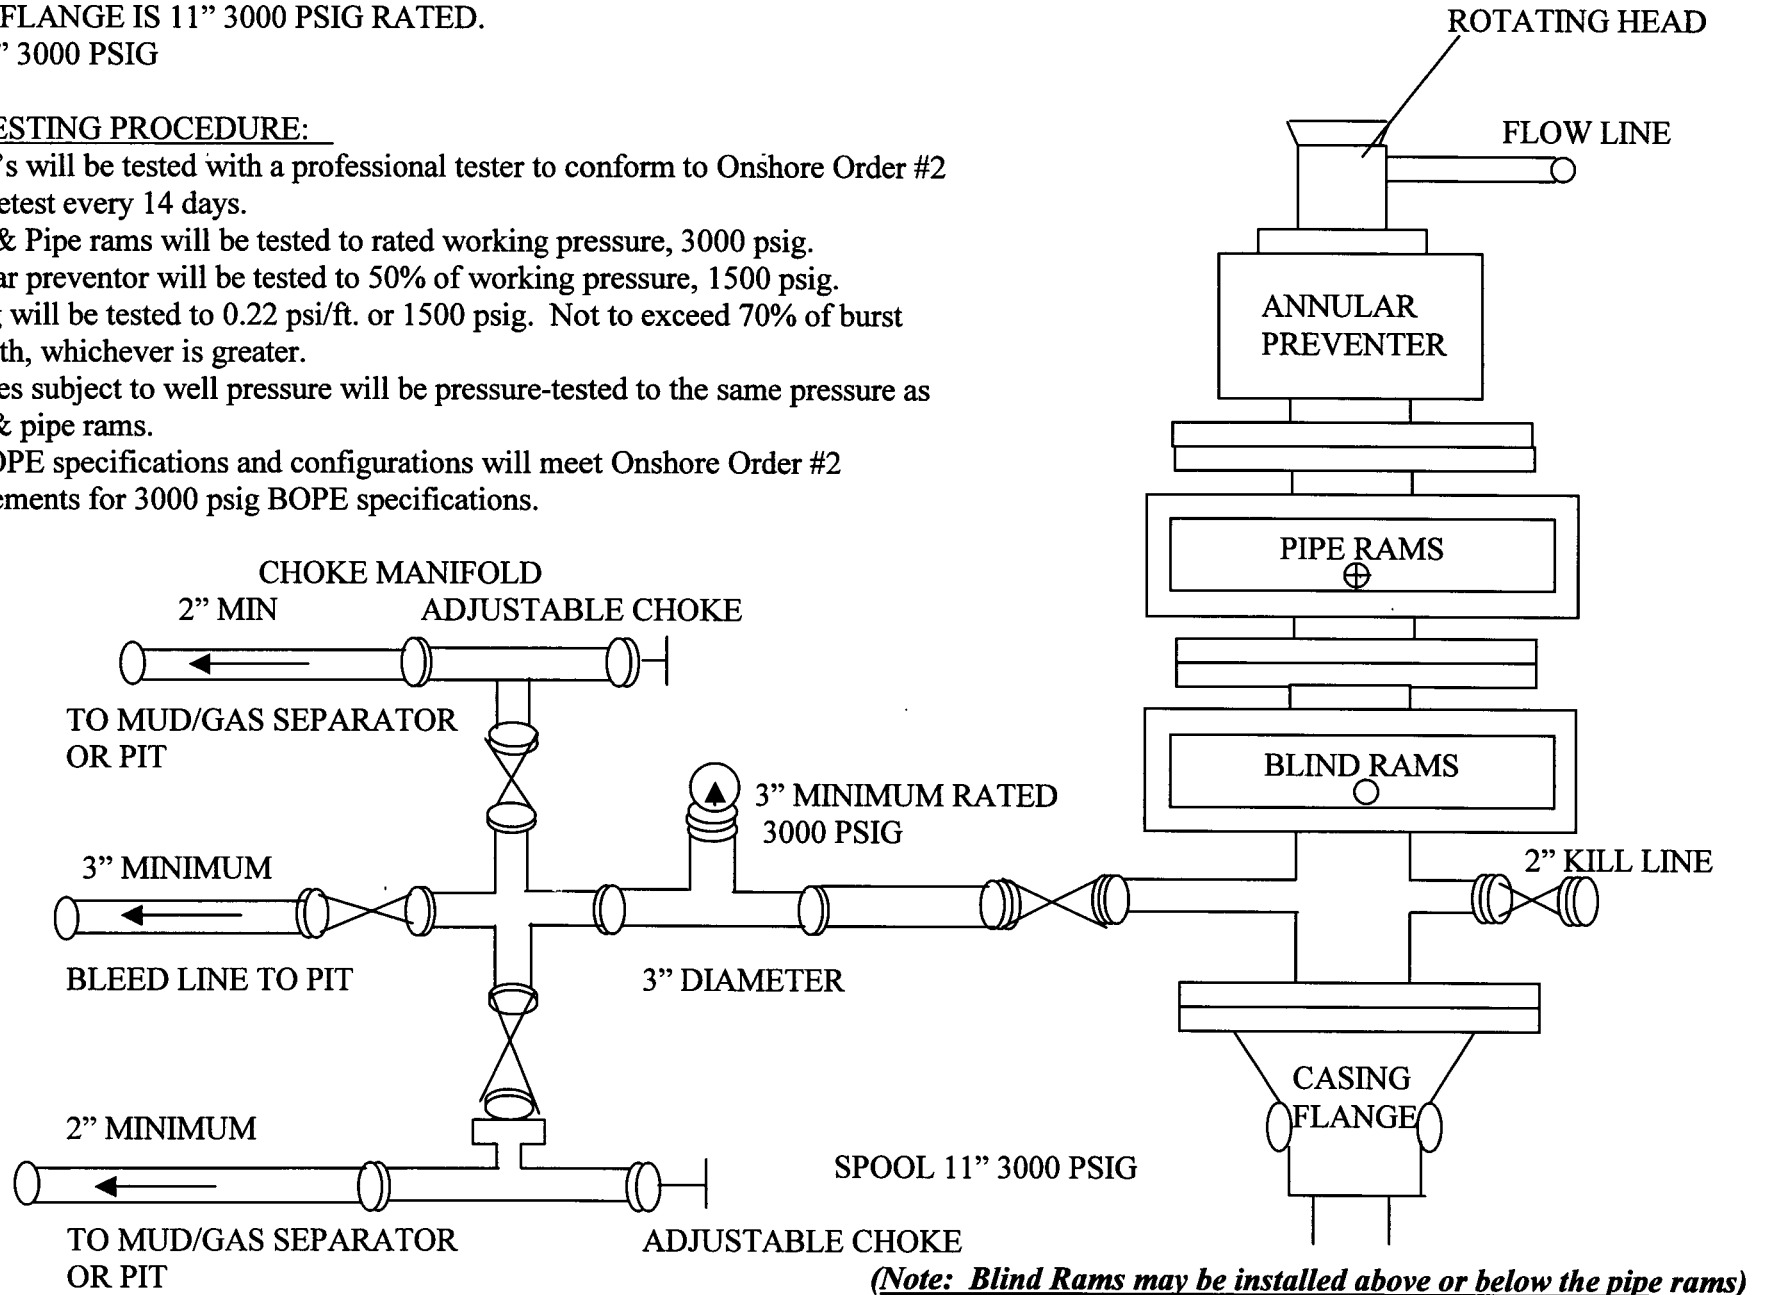 FLANGE IS 11” 3000 PSIG RATED.
” 3000 PSIG
ESTING PROCEDURE:
’s will be tested with a professional tester to conform to Onshore Order #2
etest every 14 days.
& Pipe rams will be tested to rated working pressure, 3000 psig.
ar preventor will be tested to 50% of working pressure, 1500 psig.
will be tested to 0.22 psi/ft. or 1500 psig.  Not to exceed 70% of burst
th, whichever is greater.
es subject to well pressure will be pressure-tested to the same pressure as
& pipe rams.
OPE specifications and configurations will meet Onshore Order #2
ements for 3000 psig BOPE specifications.
ROTATING HEAD
FLOW LINE
ANNULAR
PREVENTER
PIPE RAMS
CHOKE MANIFOLD
2” MIN
ADJUSTABLE CHOKE
TO MUD/GAS SEPARATOR
OR PIT
BLIND RAMS
3” MINIMUM RATED
3000 PSIG
3” MINIMUM
2” KILL LINE
BLEED LINE TO PIT
3” DIAMETER
CASING
FLANGE
2” MINIMUM
SPOOL 11” 3000 PSIG
TO MUD/GAS SEPARATOR
OR PIT
ADJUSTABLE CHOKE
(Note:  Blind Rams may be installed above or below the pipe rams)